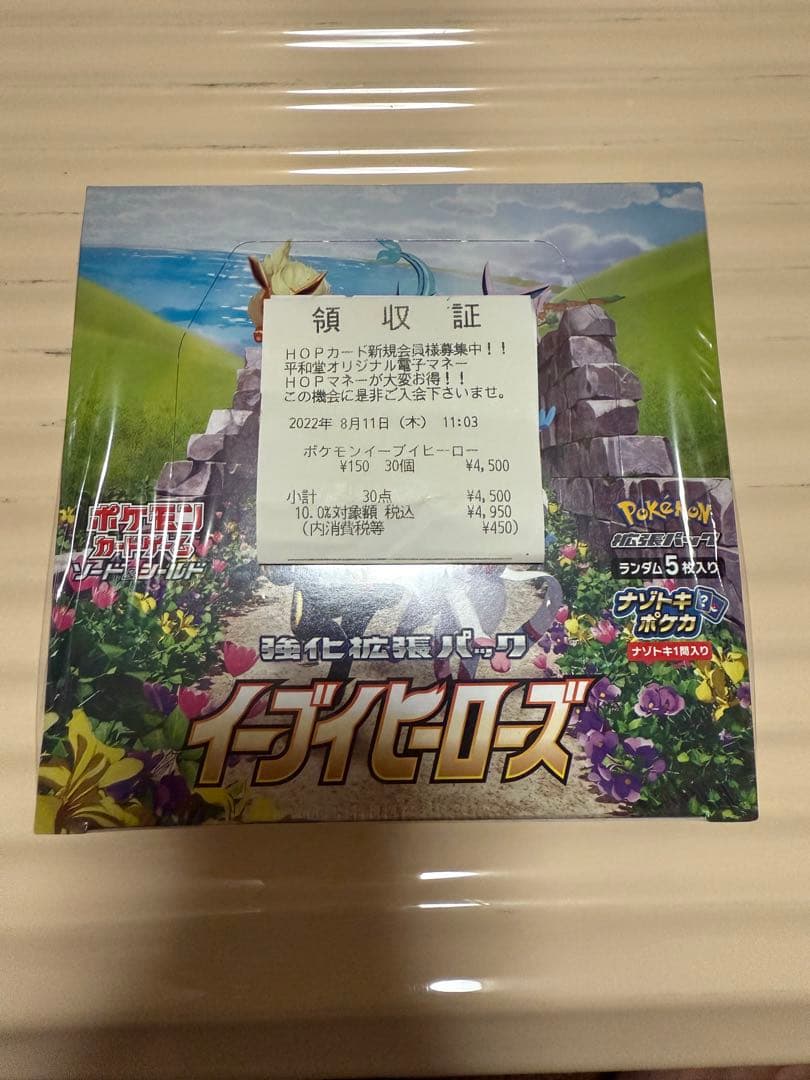 領収証
HOPカード新規会員様募集中!!
平和堂オリジナル電子マネー
HOPマネーが大変お得!!
この機会に是非ご入会下さいませ。
2022年 8月11日(木) 11:03
ポケモンイーブイヒーロー
¥150 30個 ¥4,500
小計 30点 ¥4,500
10.0%対象額 税込 ¥4,950
(内消費税等 ¥450)
ポケモン
カードゲーム
ソード&シールド
Pokémon
拡張パック
ランダム5枚入り
ナゾトキ
ポケカ
ナゾトキ1問入り
強化拡張パック
イーブイヒーローズ